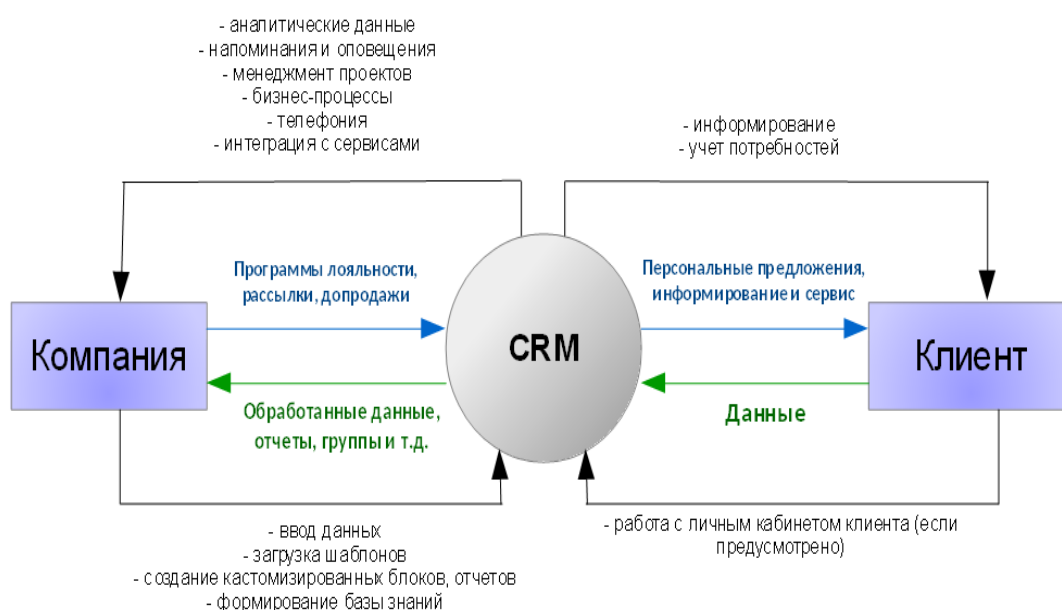 - аналитические данные
- напоминания и оповещения
- менеджмент проектов
- бизнес-процессы
- телефония
- интеграция с сервисами
- информирование
- учет потребностей
Программы лояльности,
рассылки, допродажи
Персональные предложения,
информирование и сервис
Компания
CRM
Клиент
Обработанные данные,
отчеты, группы и т.д.
Данные
- ввод данных
- загрузка шаблонов
- создание кастомизированных блоков, отчетов
- формирование базы знаний
- работа с личным кабинетом клиента (если
предусмотрено)